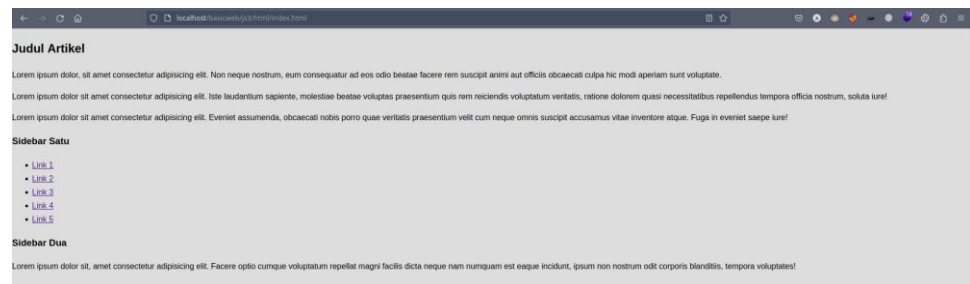 localhost/basicweb/js3/html/index.html
Judul Artikel
Lorem ipsum dolor, sit amet consectetur adipisicing elit. Non neque nostrum, eum consequatur ad eos odio beatae facere rem suscipit animi aut officiis obcaecati culpa hic modi aperiam sunt voluptate.
Lorem ipsum dolor sit amet consectetur adipisicing elit. Iste laudantium sapiente, molestiae beatae voluptas praesentium quis rem reiciendis voluptatum veritatis, ratione dolorem quasi necessitatibus repellendus tempora officia nostrum, soluta iure!
Lorem ipsum dolor sit amet consectetur adipisicing elit. Eveniet assumenda, obcaecati nobis porro quae veritatis praesentium velit cum neque omnis suscipit accusamus vitae inventore atque. Fuga in eveniet saepe iure!
Sidebar Satu
Link 1
Link 2
Link 3
Link 4
Link 5
Sidebar Dua
Lorem ipsum dolor sit, amet consectetur adipisicing elit. Facere optio cumque voluptatum repellat magni facilis dicta neque nam numquam est eaque incidunt, ipsum non nostrum odit corporis blanditiis, tempora voluptates!